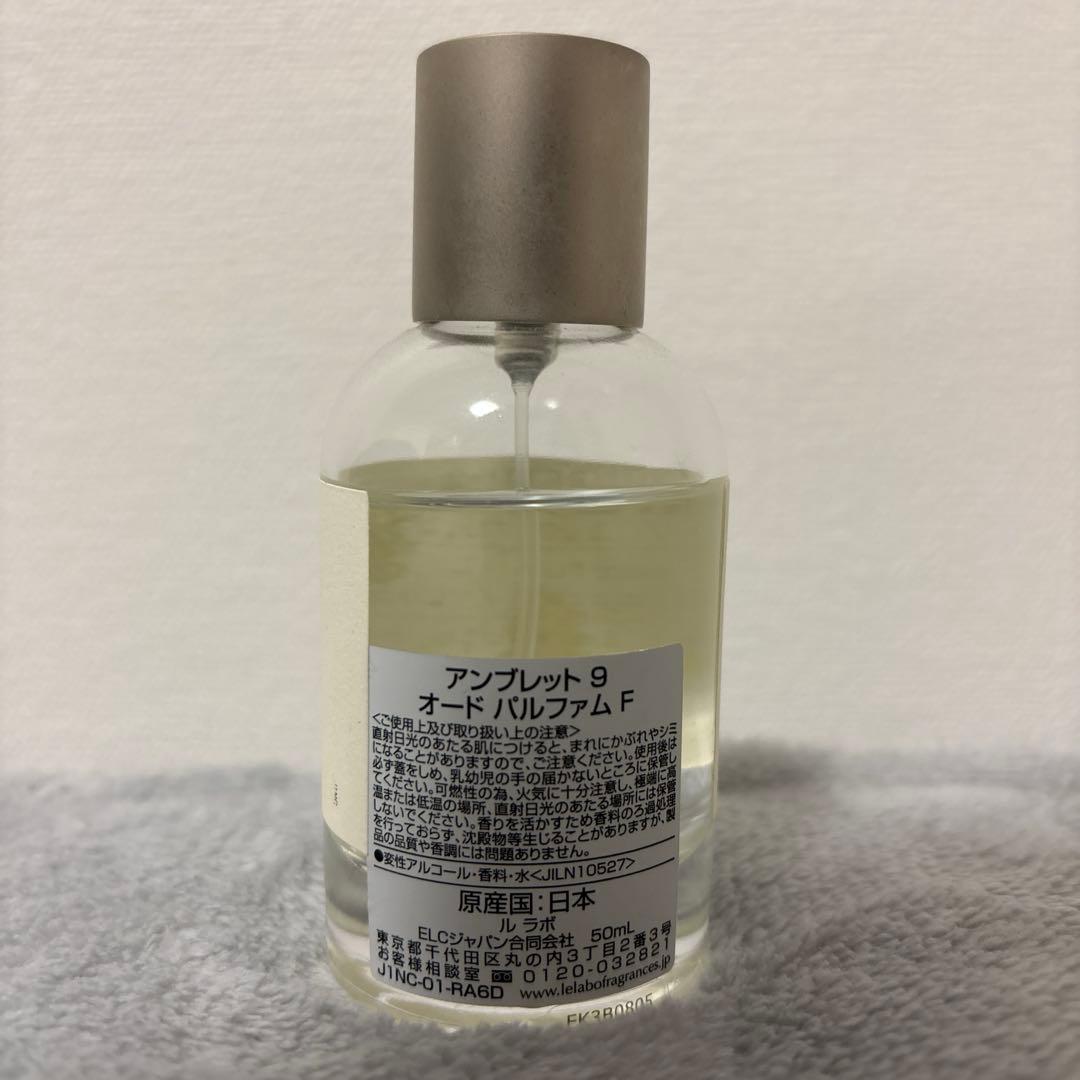 アンブレット 9
オード パルファム F
<ご使用上及び取り扱い上の注意>
直射日光のあたる肌につけると、まれにかぶれやシミ
になることがありますので、ご注意ください。使用後は
必ず蓋をしめ、乳幼児の手の届かないところに保管し
てください。可燃性の為、火気に十分注意し、極端に高
温または低温の場所、直射日光のあたる場所には保管
しないでください。香りを活かすため香料のろ過処理
を行っておらず、沈殿物等生じることがありますが、製
品の品質や香調には問題ありません。
●変性アルコール・香料・水<JILN10527>
原産国:日本
ル ラボ
ELCジャパン合同会社 50mL
東京都千代田区丸の内3丁目2番3号
お客様相談室 0120-032821
J1NC-01-RA6D www.lelabofragrances.jp
EK3B0805